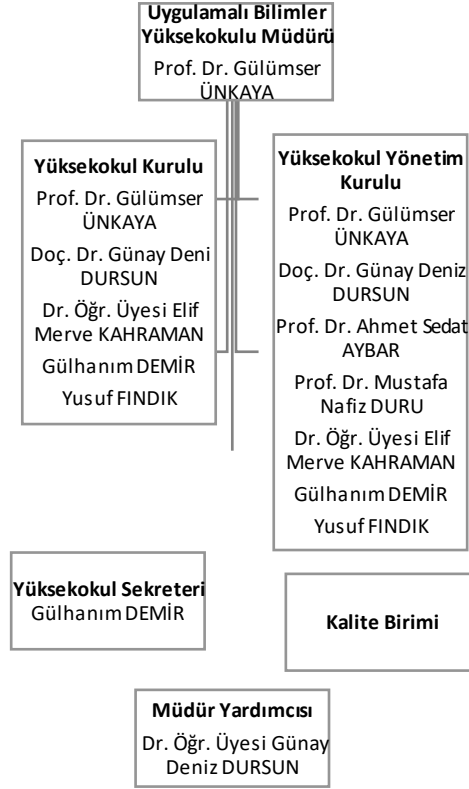 Uygulamalı Bilimler
Yüksekokulu Müdürü
Prof. Dr. Gülümser
ÜNKAYA
Yüksekokul Kurulu
Prof. Dr. Gülümser
ÜNKAYA
Doç. Dr. Günay Deni
DURSUN
Dr. Öğr. Üyesi Elif
Merve KAHRAMAN
Gülhanım DEMİR
Yusuf FINDIK
Yüksekokul Yönetim
Kurulu
Prof. Dr. Gülümser
ÜNKAYA
Doç. Dr. Günay Deniz
DURSUN
Prof. Dr. Ahmet Sedat
AYBAR
Prof. Dr. Mustafa
Nafiz DURU
Dr. Öğr. Üyesi Elif
Merve KAHRAMAN
Gülhanım DEMİR
Yusuf FINDIK
Yüksekokul Sekreteri
Gülhanım DEMİR
Kalite Birimi
Müdür Yardımcısı
Dr. Öğr. Üyesi Günay
Deniz DURSUN